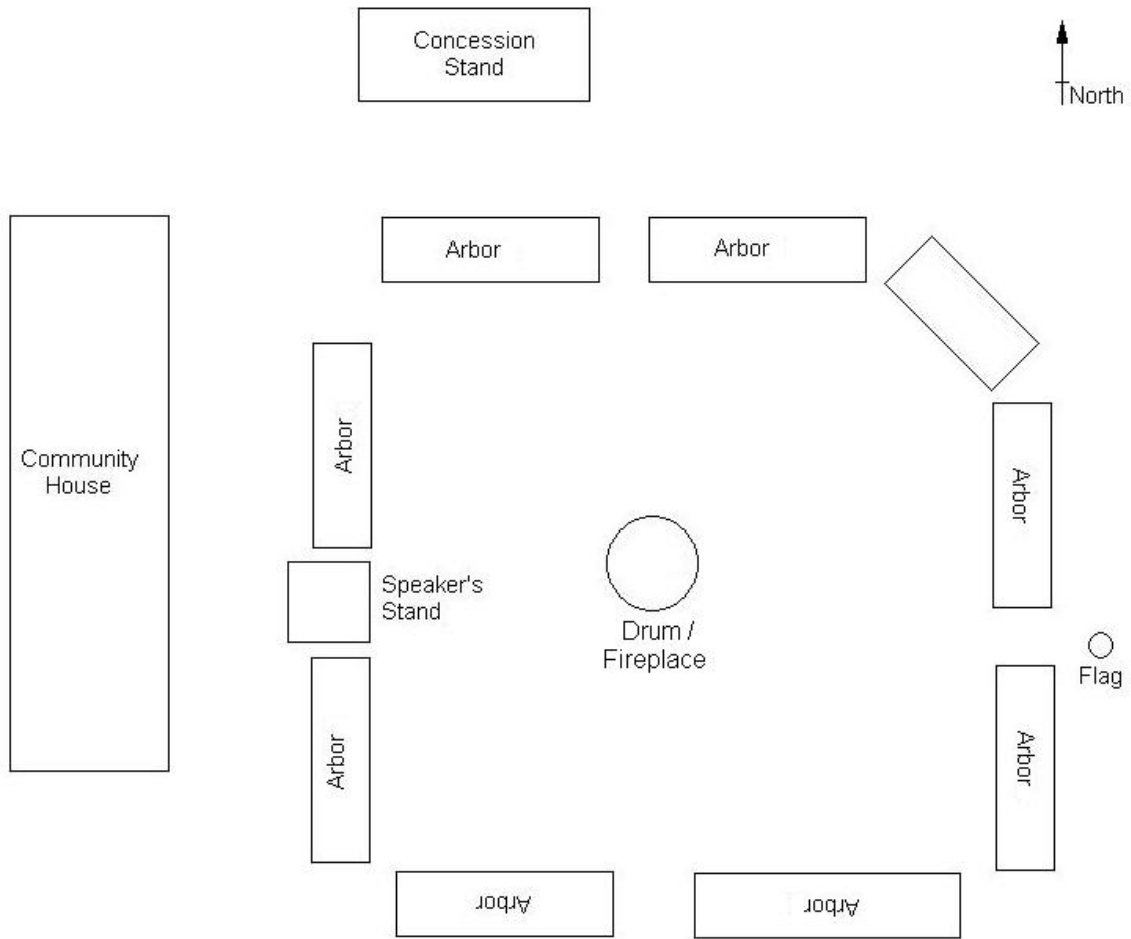 Concession
Stand
North
Arbor
Arbor
Arbor
Community
House
Arbor
Speaker's
Stand
Drum /
Fireplace
Flag
Arbor
Arbor
Arbor
Arbor